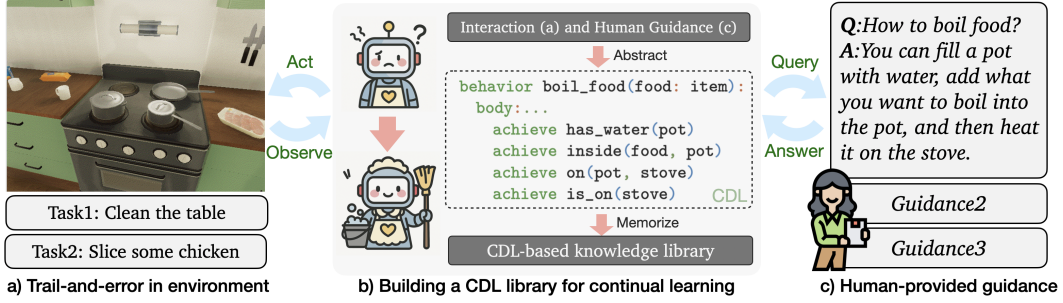 Task1: Clean the table
Task2: Slice some chicken
a) Trail-and-error in environment
Act
Observe
?
Interaction (a) and Human Guidance (c)
Abstract
behavior boil_food(food: item):
body:...
achieve has_water(pot)
achieve inside(food, pot)
achieve on(pot, stove)
achieve is_on(stove)
CDL
Memorize
CDL-based knowledge library
b) Building a CDL library for continual learning
Query
Answer
Q:How to boil food?
A:You can fill a pot
with water, add what
you want to boil into
the pot, and then heat
it on the stove.
Guidance2
Guidance3
c) Human-provided guidance